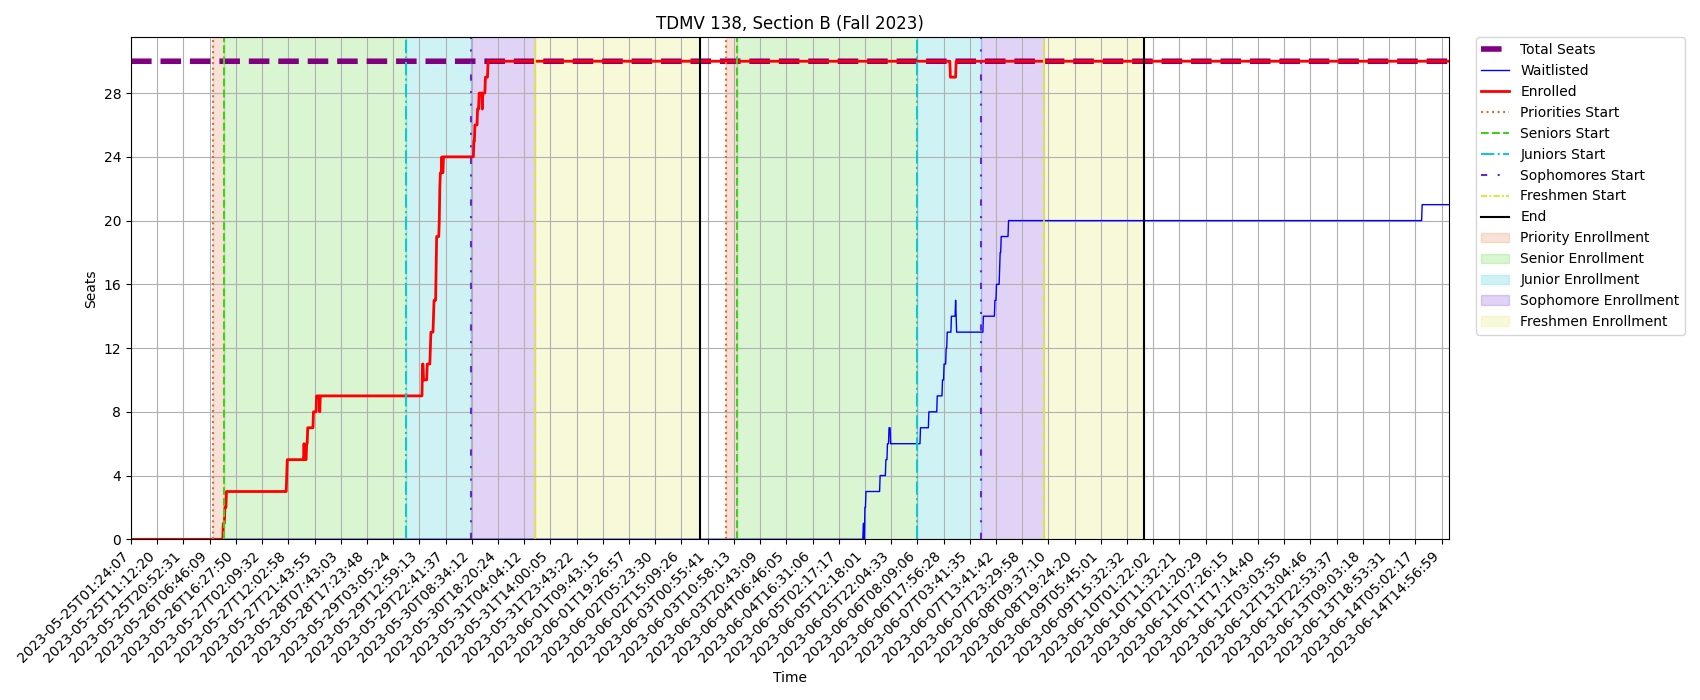 TDMV 138, Section B (Fall 2023)
Seats
28
24
20
16
12
8
4
0
2023-05-25T01:24:07
2023-05-25T11:12:20
2023-05-25T20:52:31
2023-05-26T06:46:09
2023-05-26T16:27:50
2023-05-27T02:09:32
2023-05-27T12:02:58
2023-05-27T21:43:55
2023-05-28T07:43:03
2023-05-28T17:23:48
2023-05-29T03:05:24
2023-05-29T12:59:13
2023-05-29T22:41:37
2023-05-30T08:34:12
2023-05-30T18:20:24
2023-05-31T04:04:12
2023-05-31T14:00:05
2023-05-31T23:43:22
2023-06-01T09:43:15
2023-06-01T19:26:57
2023-06-02T05:23:30
2023-06-02T15:09:26
2023-06-03T00:55:41
2023-06-03T10:58:13
2023-06-03T20:43:09
2023-06-04T06:46:05
2023-06-04T16:31:06
2023-06-05T02:17:17
2023-06-05T12:18:01
2023-06-05T22:04:33
2023-06-06T08:09:06
2023-06-06T17:56:28
2023-06-07T03:41:35
2023-06-07T13:41:42
2023-06-07T23:29:58
2023-06-08T09:37:10
2023-06-08T19:24:20
2023-06-09T05:45:01
2023-06-09T15:32:32
2023-06-10T01:22:02
2023-06-10T11:32:21
2023-06-10T21:20:29
2023-06-11T07:26:15
2023-06-11T17:14:40
2023-06-12T03:03:55
2023-06-12T13:04:46
2023-06-12T22:53:37
2023-06-13T09:03:18
2023-06-13T18:53:31
2023-06-14T05:02:17
2023-06-14T14:56:59
Time
Total Seats
Waitlisted
Enrolled
Priorities Start
Seniors Start
Juniors Start
Sophomores Start
Freshmen Start
End
Priority Enrollment
Senior Enrollment
Junior Enrollment
Sophomore Enrollment
Freshmen Enrollment